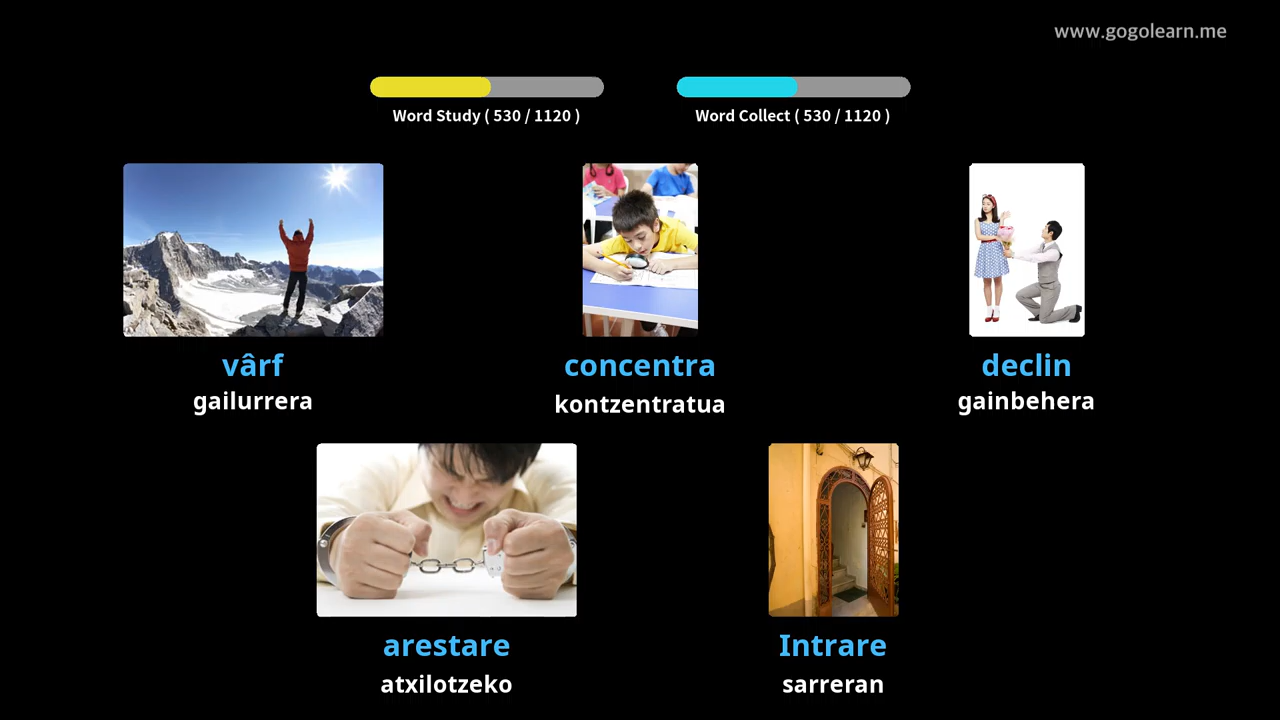 www.gogolearn.me
Word Study ( 530 / 1120 )
Word Collect ( 530 / 1120 )
vârf
gailurrera
concentra
kontzentratua
declin
gainbehera
arestare
atxilotzeko
Intrare
sarreran